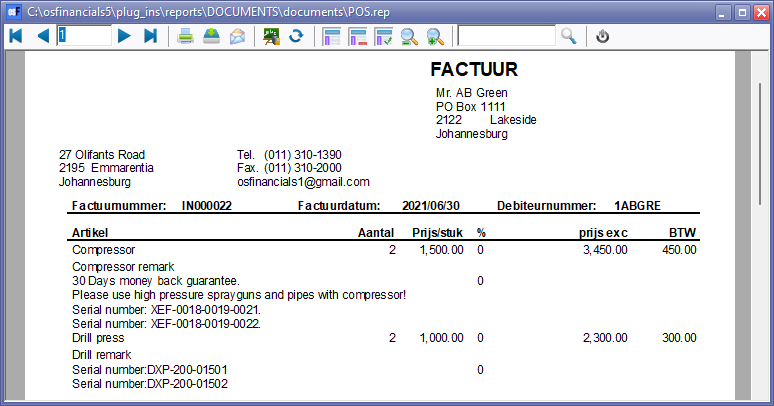 C:\osfinancials5\plug_ins\reports\DOCUMENTS\documents\POS.rep
1
FACTUUR
Mr. AB Green
PO Box 1111
2122 Lakeside
Johannesburg
27 Olifants Road Tel. (011) 310-1390
2195 Emmarentia Fax. (011) 310-2000
Johannesburg osfinancials1@gmail.com
Factuurnummer: IN000022 Factuurdatum: 2021/06/30 Debiteurnummer: 1ABGRE
Artikel Aantal Prijs/stuk % prijs exc BTW
Compressor 2 1,500.00 0 3,450.00 450.00
Compressor remark
30 Days money back guarantee. 0
Please use high pressure sprayguns and pipes with compressor!
Serial number: XEF-0018-0019-0021.
Serial number: XEF-0018-0019-0022.
Drill press 2 1,000.00 0 2,300.00 300.00
Drill remark
Serial number:DXP-200-01501 0
Serial number:DXP-200-01502